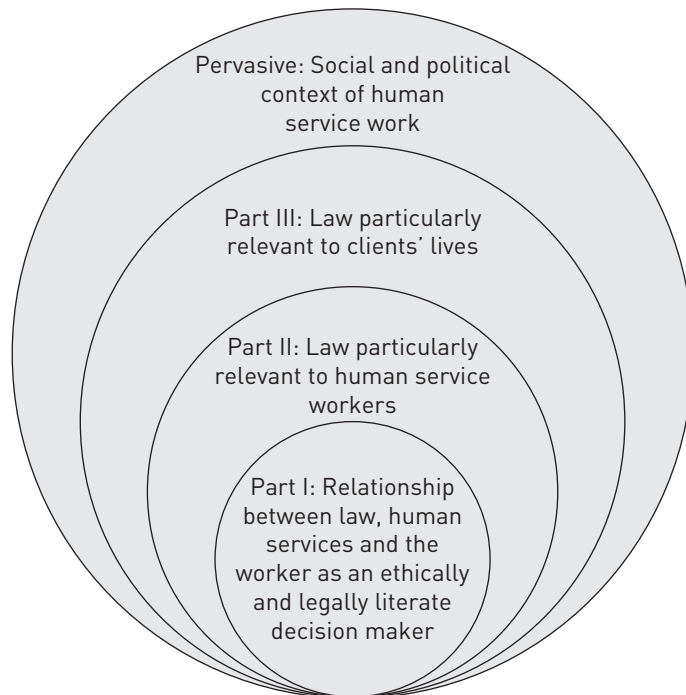 Pervasive: Social and political
context of human
service work
Part III: Law particularly
relevant to clients’ lives
Part II: Law particularly
relevant to human service
workers
Part I: Relationship
between law, human
services and the
worker as an ethically
and legally literate
decision maker